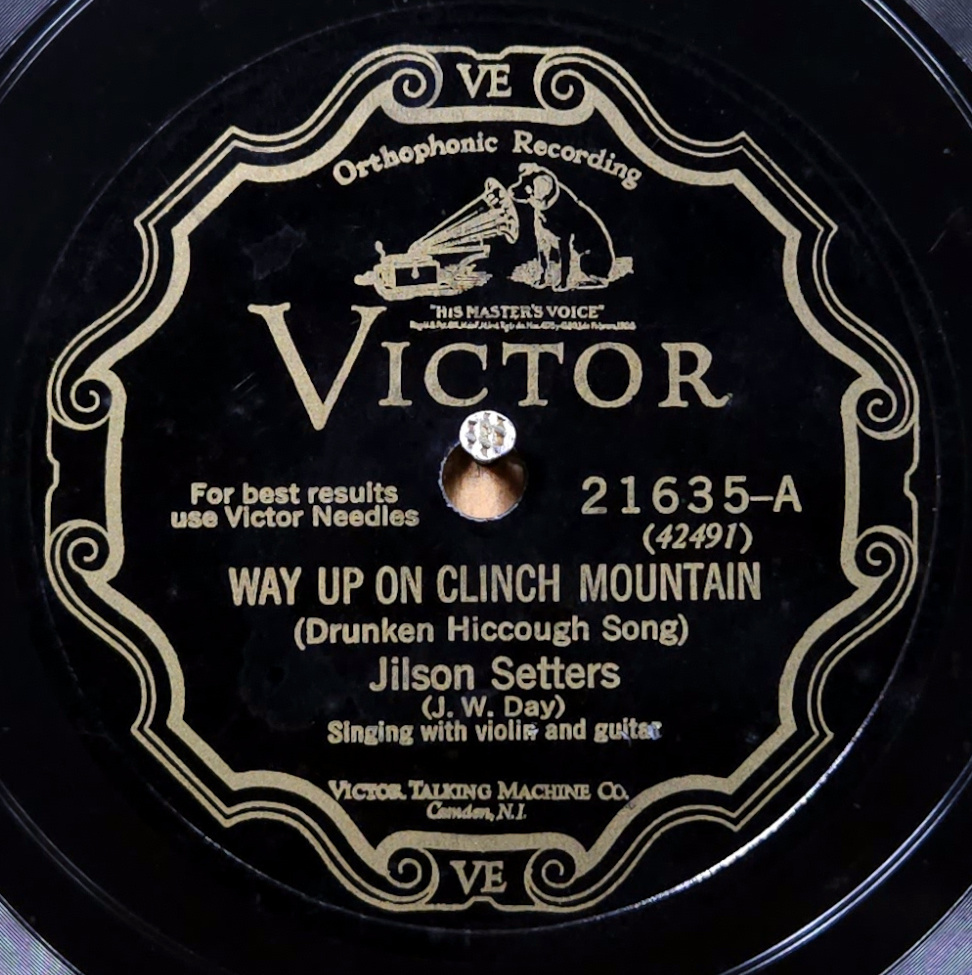 VE
Orthophonic Recording
"HIS MASTER'S VOICE"
VICTOR
For best results
use Victor Needles
21635-A
(42491)
WAY UP ON CLINCH MOUNTAIN
(Drunken Hiccough Song)
Jilson Setters
(J. W. Day)
Singing with violin and guitar
VICTOR TALKING MACHINE CO.
Camden, N.J.
VE